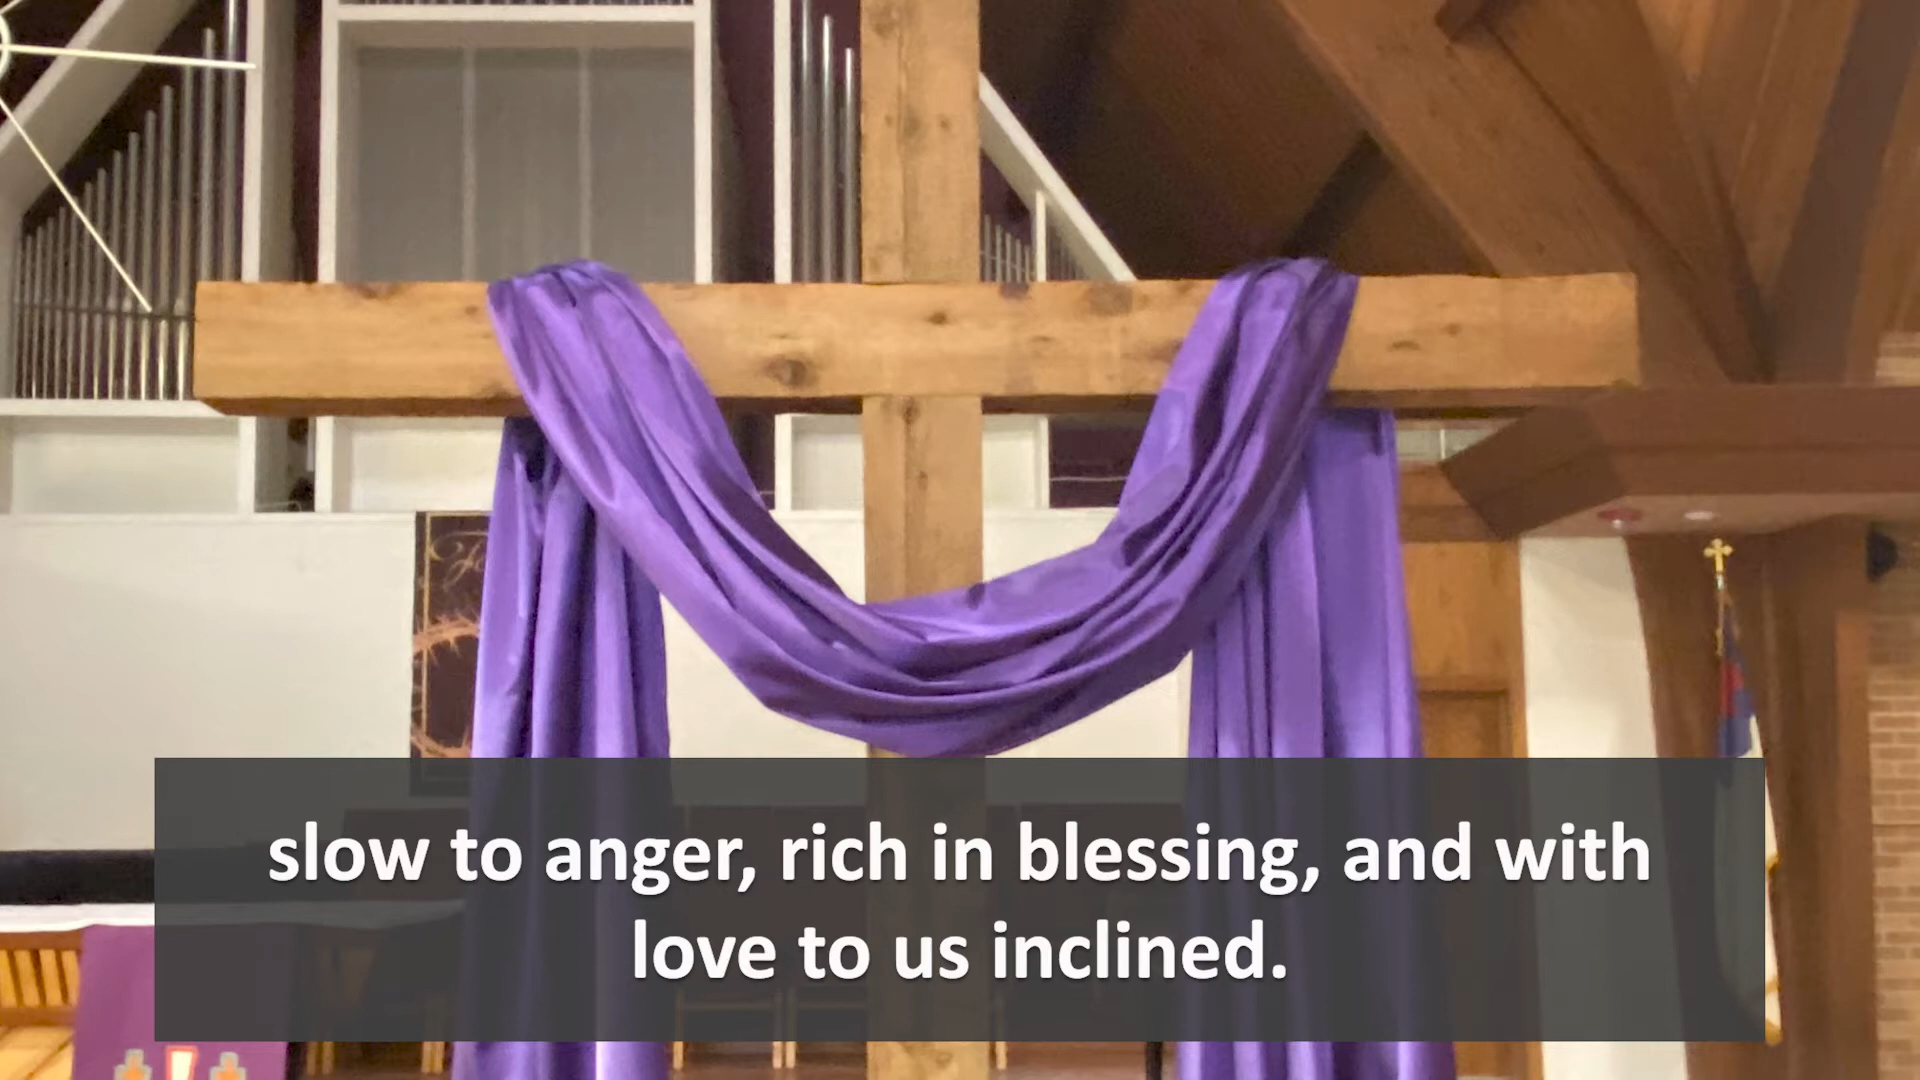 slow to anger, rich in blessing, and with
love to us inclined.